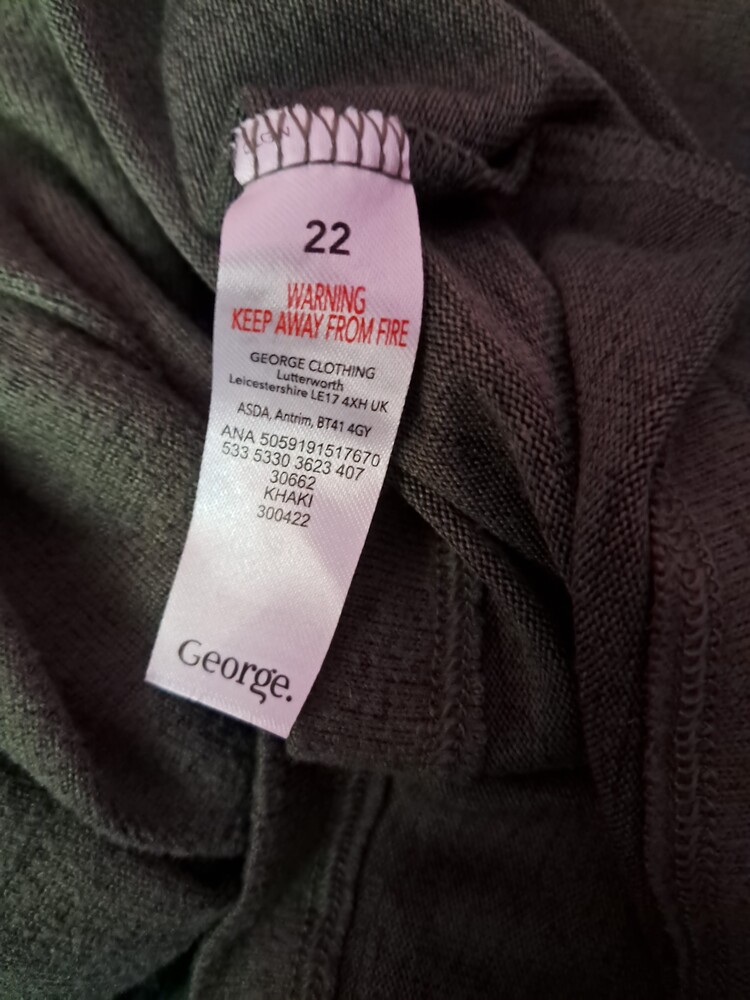 22
WARNING
KEEP AWAY FROM FIRE
GEORGE CLOTHING
Lutterworth
Leicestershire LE17 4XH UK
ASDA, Antrim, BT41 4GY
ANA 5059191517670
533 5330 3623 407
30662
KHAKI
300422
George.